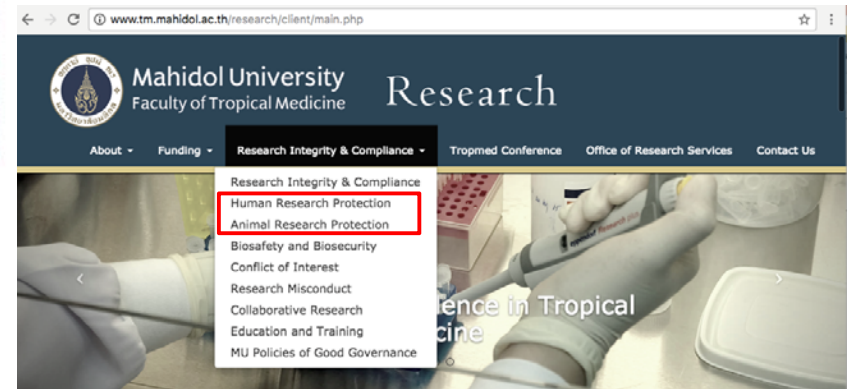 www.tm.mahidol.ac.th/research/client/main.php
Mahidol University
Faculty of Tropical Medicine
Research
About Funding Research Integrity & Compliance Tropmed Conference Office of Research Services Contact Us
Research Integrity & Compliance
Human Research Protection
Animal Research Protection
Biosafety and Biosecurity
Conflict of Interest
Research Misconduct
Collaborative Research
Education and Training
MU Policies of Good Governance
ence in Tropical
cine
eppendorf Research plus